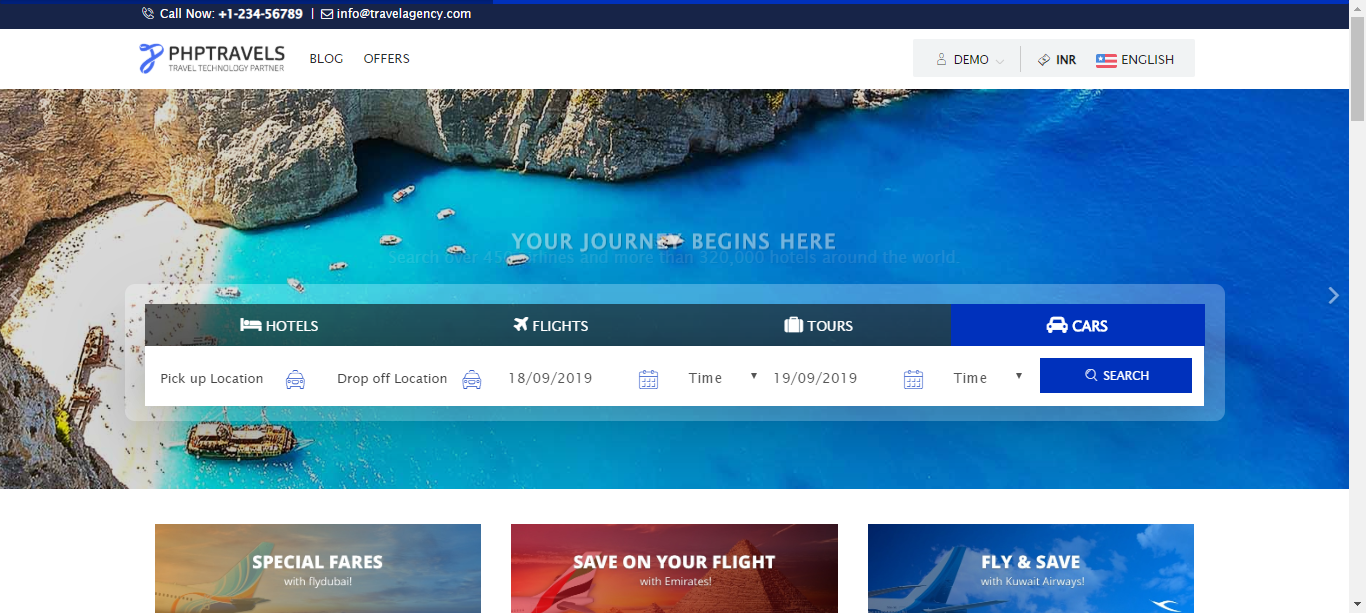 Call Now: +1-234-56789 | info@travelagency.com
PHPTRAVELS
TRAVEL TECHNOLOGY PARTNER
BLOG OFFERS
DEMO INR ENGLISH
YOUR JOURNEY BEGINS HERE
Search over 450 airlines and more than 320,000 hotels around the world.
HOTELS FLIGHTS TOURS CARS
Pick up Location Drop off Location 18/09/2019 Time 19/09/2019 Time SEARCH
SPECIAL FARES SAVE ON YOUR FLIGHT FLY & SAVE
with flydubai! with Emirates! with Kuwait Airways!